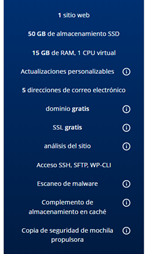 1 sitio web
50 GB de almacenamiento SSD
15 GB de RAM, 1 CPU virtual
Actualizaciones personalizables
5 direcciones de correo electrónico
dominio gratis
SSL gratis
análisis del sitio
Acceso SSH, SFTP, WP-CLI
Escaneo de malware
Complemento de
almacenamiento en caché
Copia de seguridad de mochila
propulsora